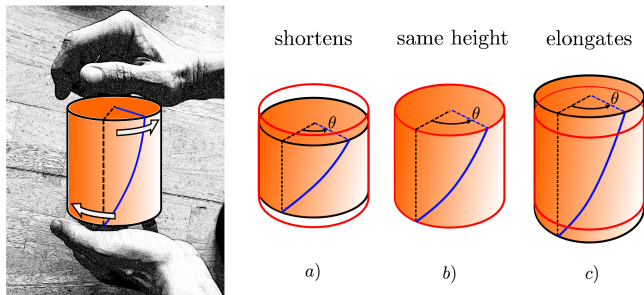 shortens
same height
elongates
θ
θ
θ
a)
b)
c)